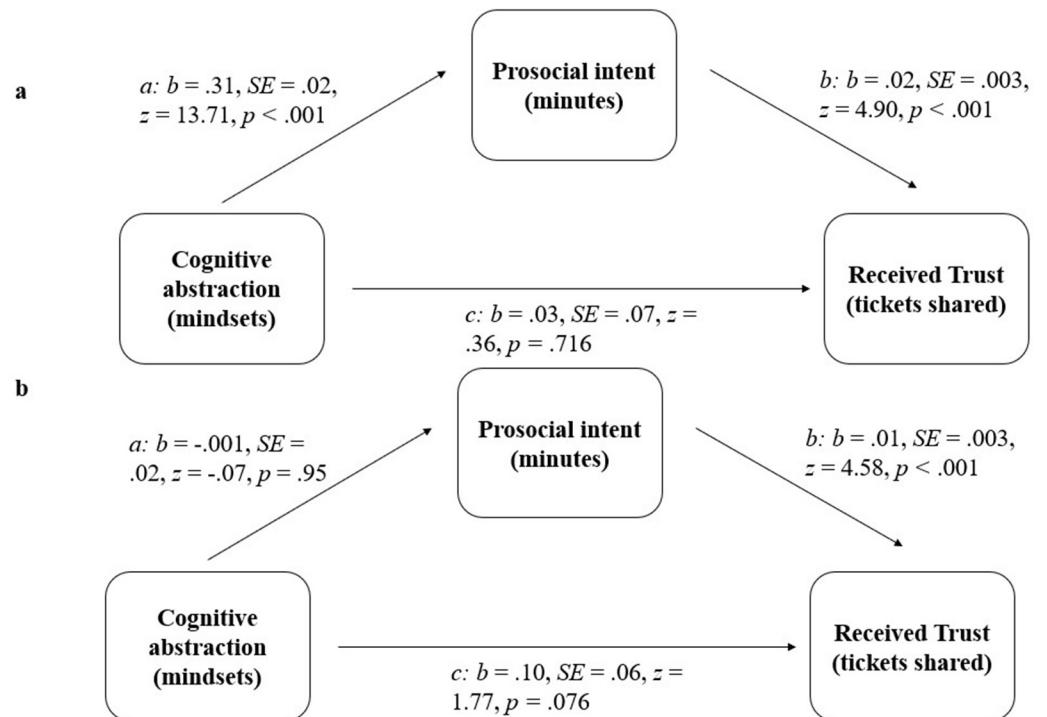 a
a: b = .31, SE = .02,
z = 13.71, p < .001
Prosocial intent
(minutes)
b: b = .02, SE = .003,
z = 4.90, p < .001
Cognitive
abstraction
(mindsets)
c: b = .03, SE = .07, z =
.36, p = .716
Received Trust
(tickets shared)
b
a: b = -.001, SE =
.02, z = -.07, p = .95
Prosocial intent
(minutes)
b: b = .01, SE = .003,
z = 4.58, p < .001
Cognitive
abstraction
(mindsets)
c: b = .10, SE = .06, z =
1.77, p = .076
Received Trust
(tickets shared)